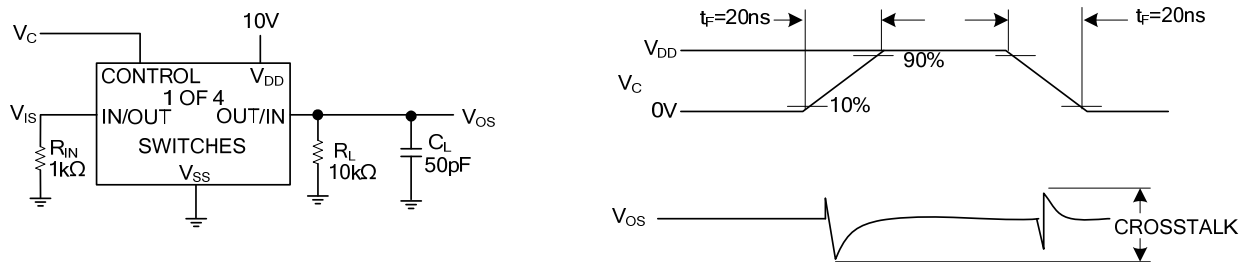 V_C
10V
CONTROL
V_DD
1 OF 4
V_IS
IN/OUT
OUT/IN
V_OS
SWITCHES
R_IN
1kΩ
V_SS
R_L
10kΩ
C_L
50pF
t_F=20ns
t_F=20ns
V_DD
90%
V_C
10%
0V
V_OS
CROSSTALK